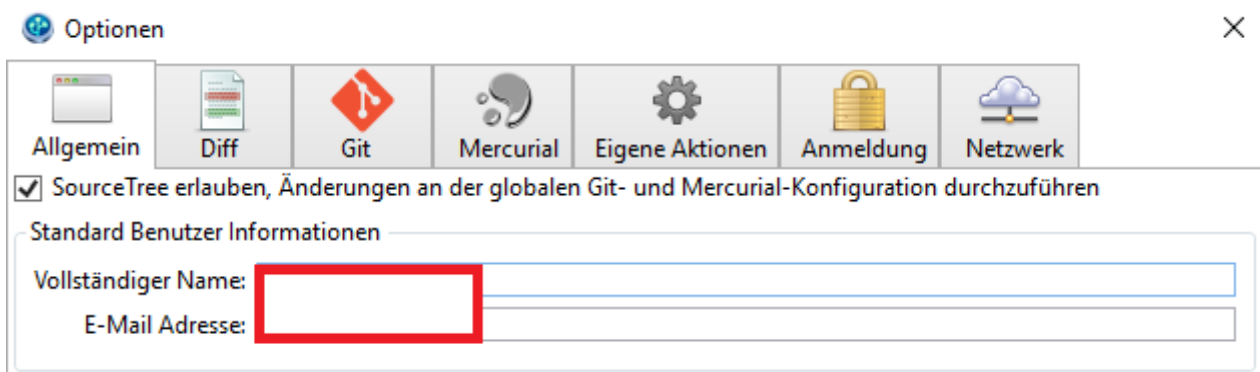 Optionen
Allgemein Diff Git Mercurial Eigene Aktionen Anmeldung Netzwerk
SourceTree erlauben, Änderungen an der globalen Git- und Mercurial-Konfiguration durchzuführen
Standard Benutzer Informationen
Vollständiger Name:
E-Mail Adresse: